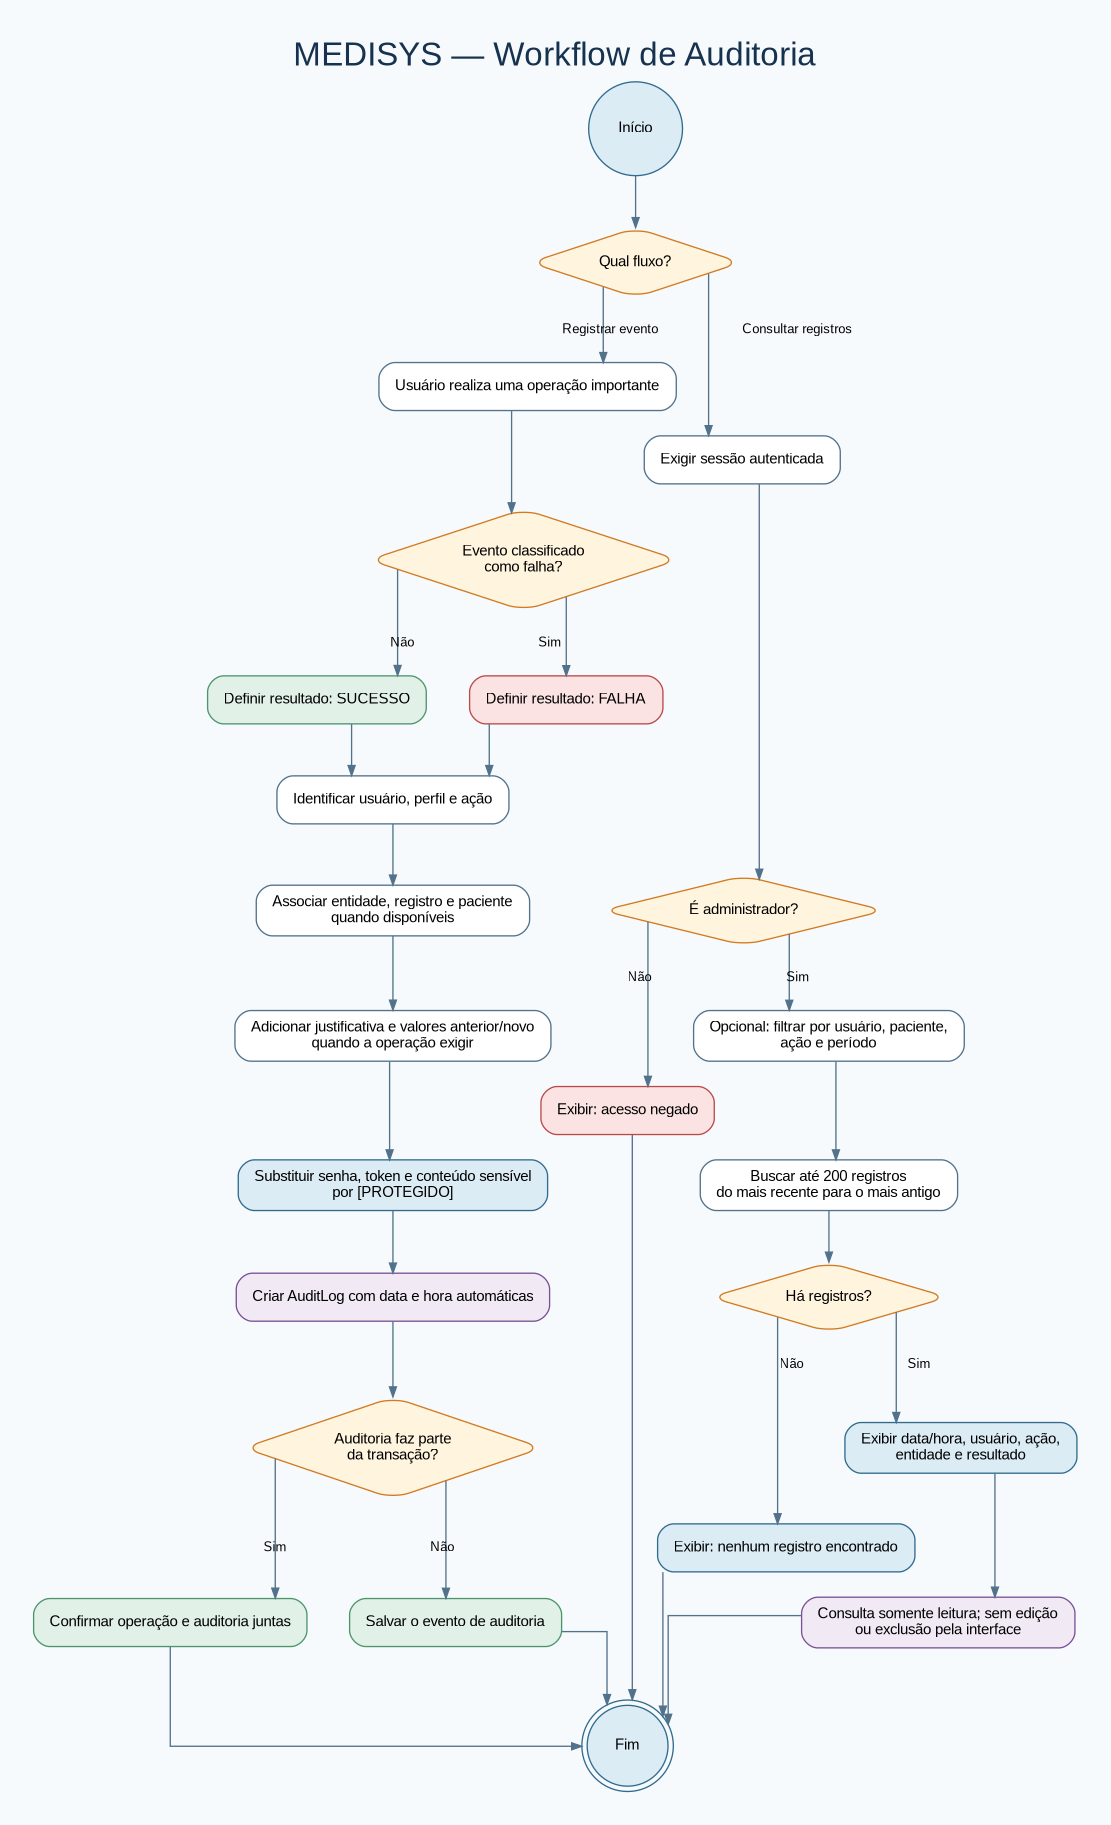 MEDISYS — Workflow de Auditoria
Início
Qual fluxo?
Registrar evento
Consultar registros
Usuário realiza uma operação importante
Exigir sessão autenticada
Evento classificado
como falha?
Não
Sim
Definir resultado: SUCESSO
Definir resultado: FALHA
Identificar usuário, perfil e ação
Associar entidade, registro e paciente
quando disponíveis
É administrador?
Não
Sim
Adicionar justificativa e valores anterior/novo
quando a operação exigir
Opcional: filtrar por usuário, paciente,
ação e período
Exibir: acesso negado
Substituir senha, token e conteúdo sensível
por [PROTEGIDO]
Buscar até 200 registros
do mais recente para o mais antigo
Criar AuditLog com data e hora automáticas
Há registros?
Não
Sim
Auditoria faz parte
da transação?
Exibir data/hora, usuário, ação,
entidade e resultado
Sim
Não
Exibir: nenhum registro encontrado
Confirmar operação e auditoria juntas
Salvar o evento de auditoria
Consulta somente leitura; sem edição
ou exclusão pela interface
Fim